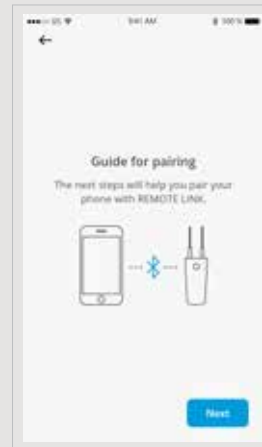 9:41 AM 100 %
Guide for pairing
The next steps will help you pair your
phone with REMOTE LINK.
Next